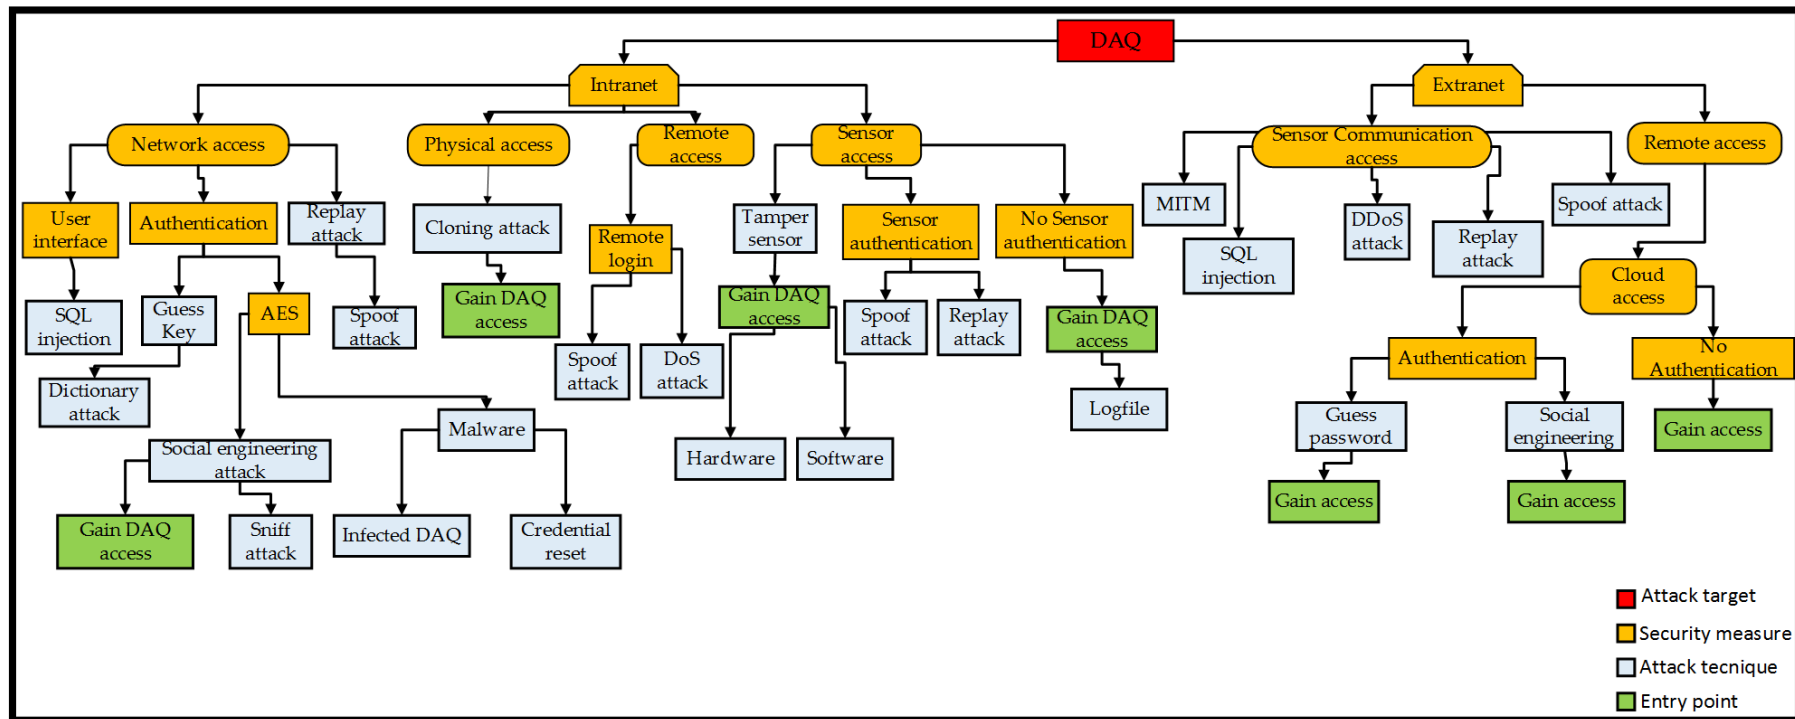 DAQ
Intranet
Extranet
Network access
Physical access
Remote
access
Sensor
access
Sensor Communication
access
Remote access
User
interface
Authentication
Replay
attack
Cloning attack
Remote
login
Tamper
sensor
Sensor
authentication
No Sensor
authentication
MITM
SQL
injection
DDoS
attack
Replay
attack
Spoof attack
Cloud
access
SQL
injection
Guess
Key
AES
Spoof
attack
Gain DAQ
access
Spoof
attack
DoS
attack
Gain DAQ
access
Spoof
attack
Replay
attack
Gain DAQ
access
Authentication
No
Authentication
Dictionary
attack
Malware
Logfile
Guess
password
Social
engineering
Gain access
Social engineering
attack
Hardware
Software
Gain access
Gain access
Gain DAQ
access
Sniff
attack
Infected DAQ
Credential
reset
Attack target
Security measure
Attack tecnique
Entry point